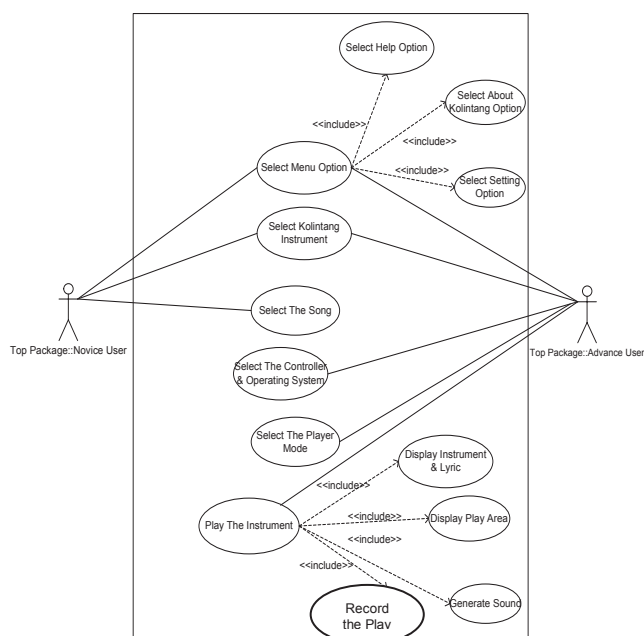 Select Help Option
Select About
Kolintang Option
<<include>>
<<include>>
<<include>>
Select Menu Option
Select Setting
Option
Select Kolintang
Instrument
Select The Song
Top Package::Novice User
Top Package::Advance User
Select The Controller
& Operating System
Select The Player
Mode
Display Instrument
& Lyric
<<include>>
Play The Instrument
<<include>>
Display Play Area
<<include>>
<<include>>
Record
the Play
Generate Sound